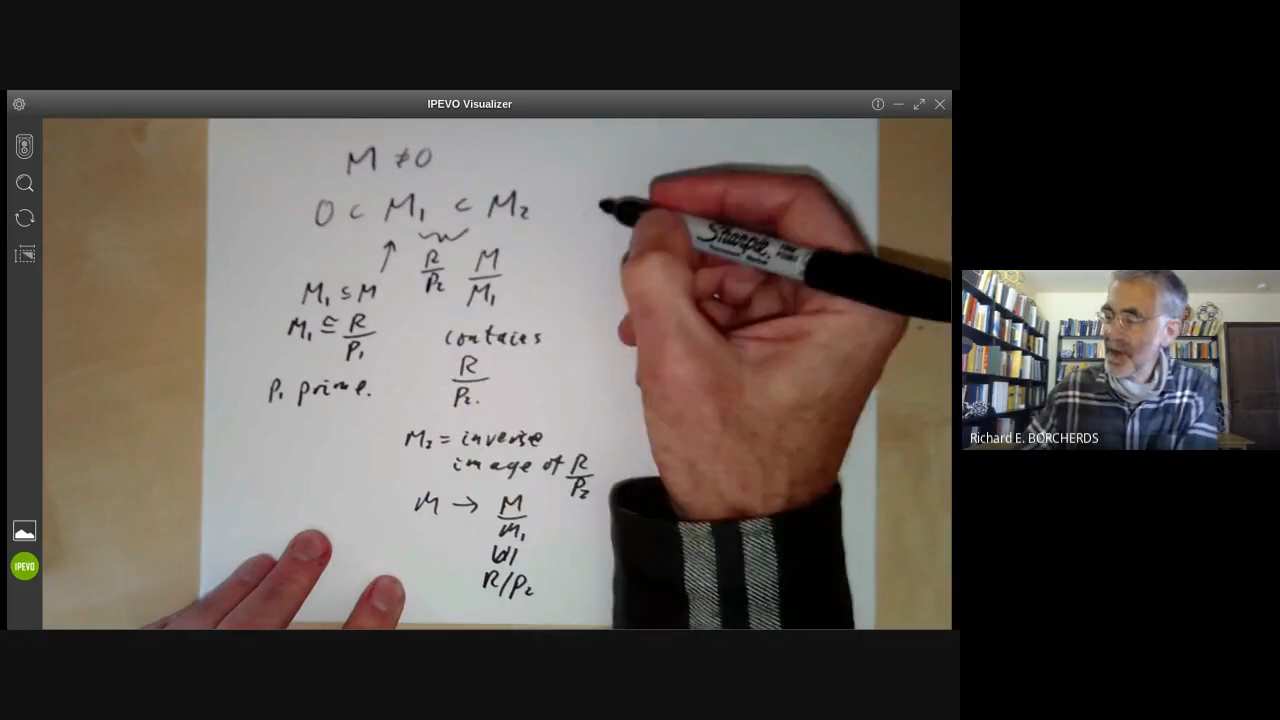 IPEVO Visualizer
M ≠ 0
0 ⊂ M₁ ⊂ M₂
R/P₂ M/M₁
M₁ ⊆ M
M₁ ≅ R/P₁
contains
R/P₂.
P₁ prime.
M₂ = inverse
image of R/P₂
M → M/M₁
∪|
R/P₂
Sharpie.
Richard E. BORCHERDS
IPEVO